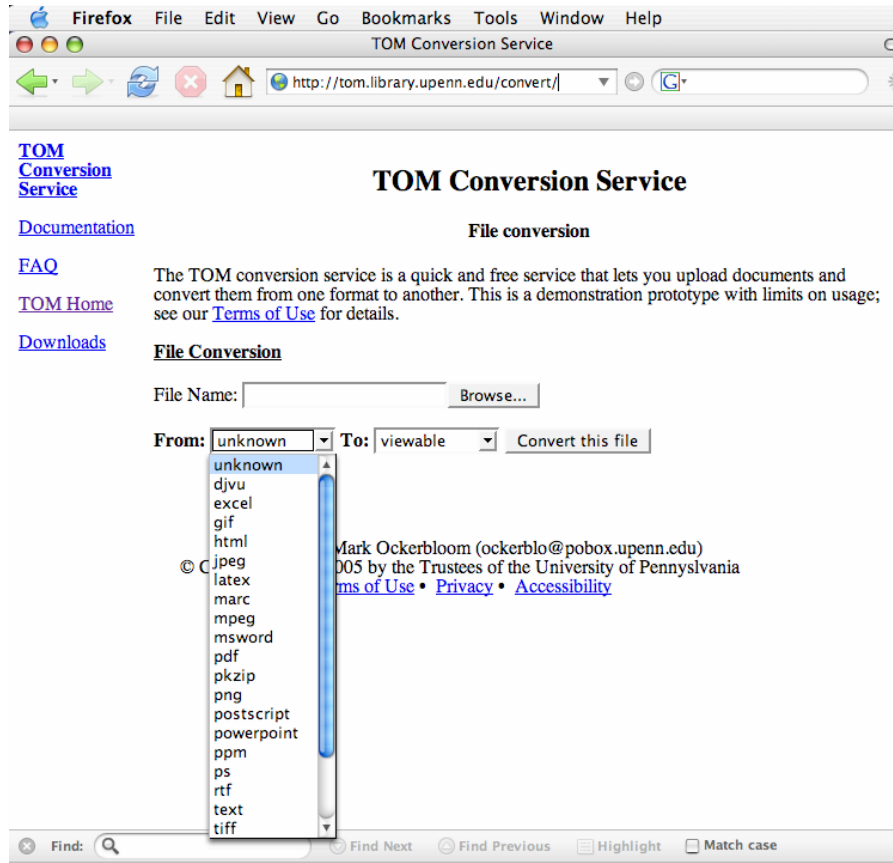 Firefox File Edit View Go Bookmarks Tools Window Help
TOM Conversion Service
http://tom.library.upenn.edu/convert/
G
TOM
Conversion
Service
Documentation
FAQ
TOM Home
Downloads
TOM Conversion Service
File conversion
The TOM conversion service is a quick and free service that lets you upload documents and
convert them from one format to another. This is a demonstration prototype with limits on usage;
see our Terms of Use for details.
File Conversion
File Name: Browse...
From: unknown To: viewable Convert this file
unknown
djvu
excel
gif
html
jpeg
latex
marc
mpeg
msword
pdf
pkzip
png
postscript
powerpoint
ppm
ps
rtf
text
tiff
Mark Ockerbloom (ockerblo@pobox.upenn.edu)
© C 005 by the Trustees of the University of Pennyslvania
ms of Use • Privacy • Accessibility
Find: Find Next Find Previous Highlight Match case